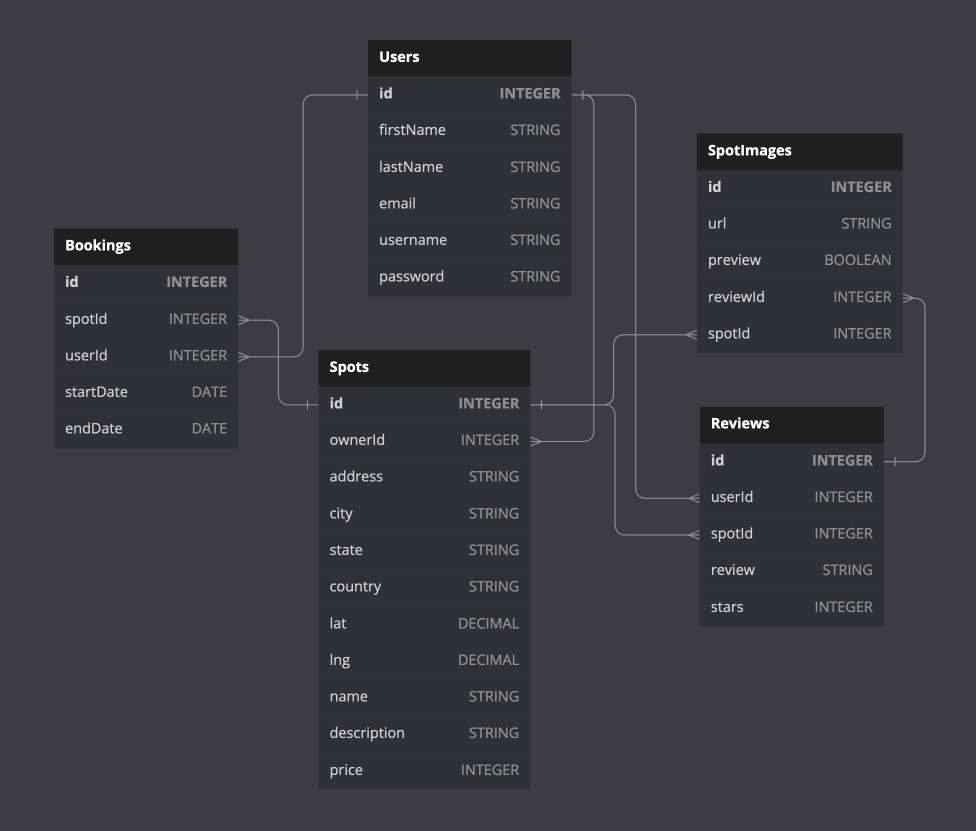 Users
id INTEGER
firstName STRING
lastName STRING
email STRING
username STRING
password STRING
SpotImages
id INTEGER
url STRING
preview BOOLEAN
reviewId INTEGER
spotId INTEGER
Bookings
id INTEGER
spotId INTEGER
userId INTEGER
startDate DATE
endDate DATE
Spots
id INTEGER
ownerId INTEGER
address STRING
city STRING
state STRING
country STRING
lat DECIMAL
lng DECIMAL
name STRING
description STRING
price INTEGER
Reviews
id INTEGER
userId INTEGER
spotId INTEGER
review STRING
stars INTEGER